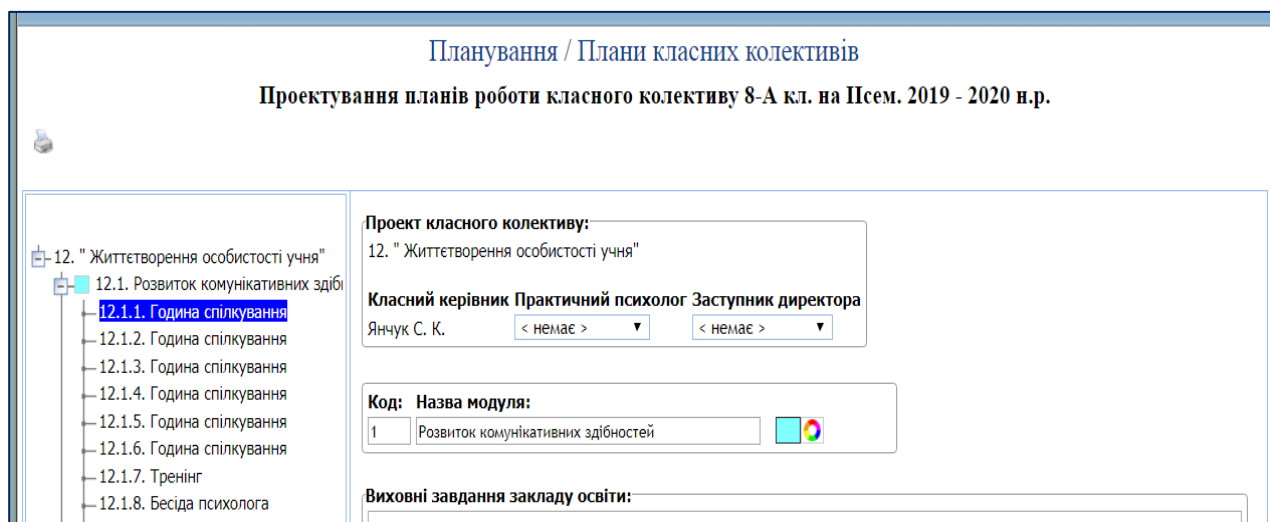 Планування / Плани класних колективів
Проектування планів роботи класного колективу 8-А кл. на ІІсем. 2019 - 2020 н.р.
12. " Життєтворення особистості учня"
12.1. Розвиток комунікативних здібн
12.1.1. Година спілкування
12.1.2. Година спілкування
12.1.3. Година спілкування
12.1.4. Година спілкування
12.1.5. Година спілкування
12.1.6. Година спілкування
12.1.7. Тренінг
12.1.8. Бесіда психолога
Проект класного колективу:
12. " Життєтворення особистості учня"
Класний керівник Практичний психолог Заступник директора
Янчук С. К. < немає > < немає >
Код: Назва модуля:
1 Розвиток комунікативних здібностей
Виховні завдання закладу освіти: